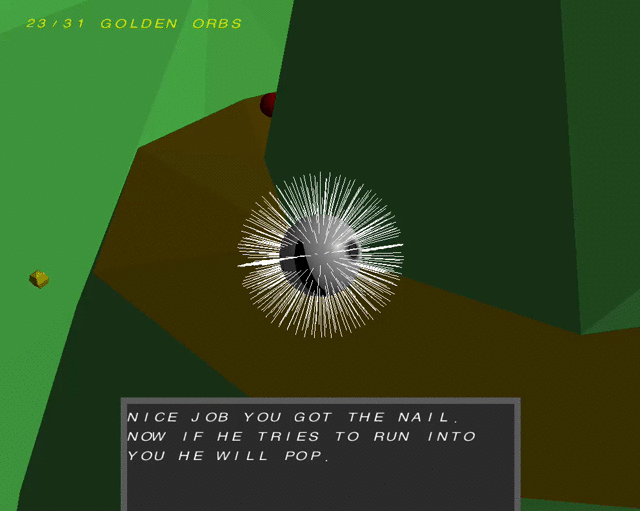 23/31 GOLDEN ORBS
NICE JOB YOU GOT THE NAIL.
NOW IF HE TRIES TO RUN INTO
YOU HE WILL POP.